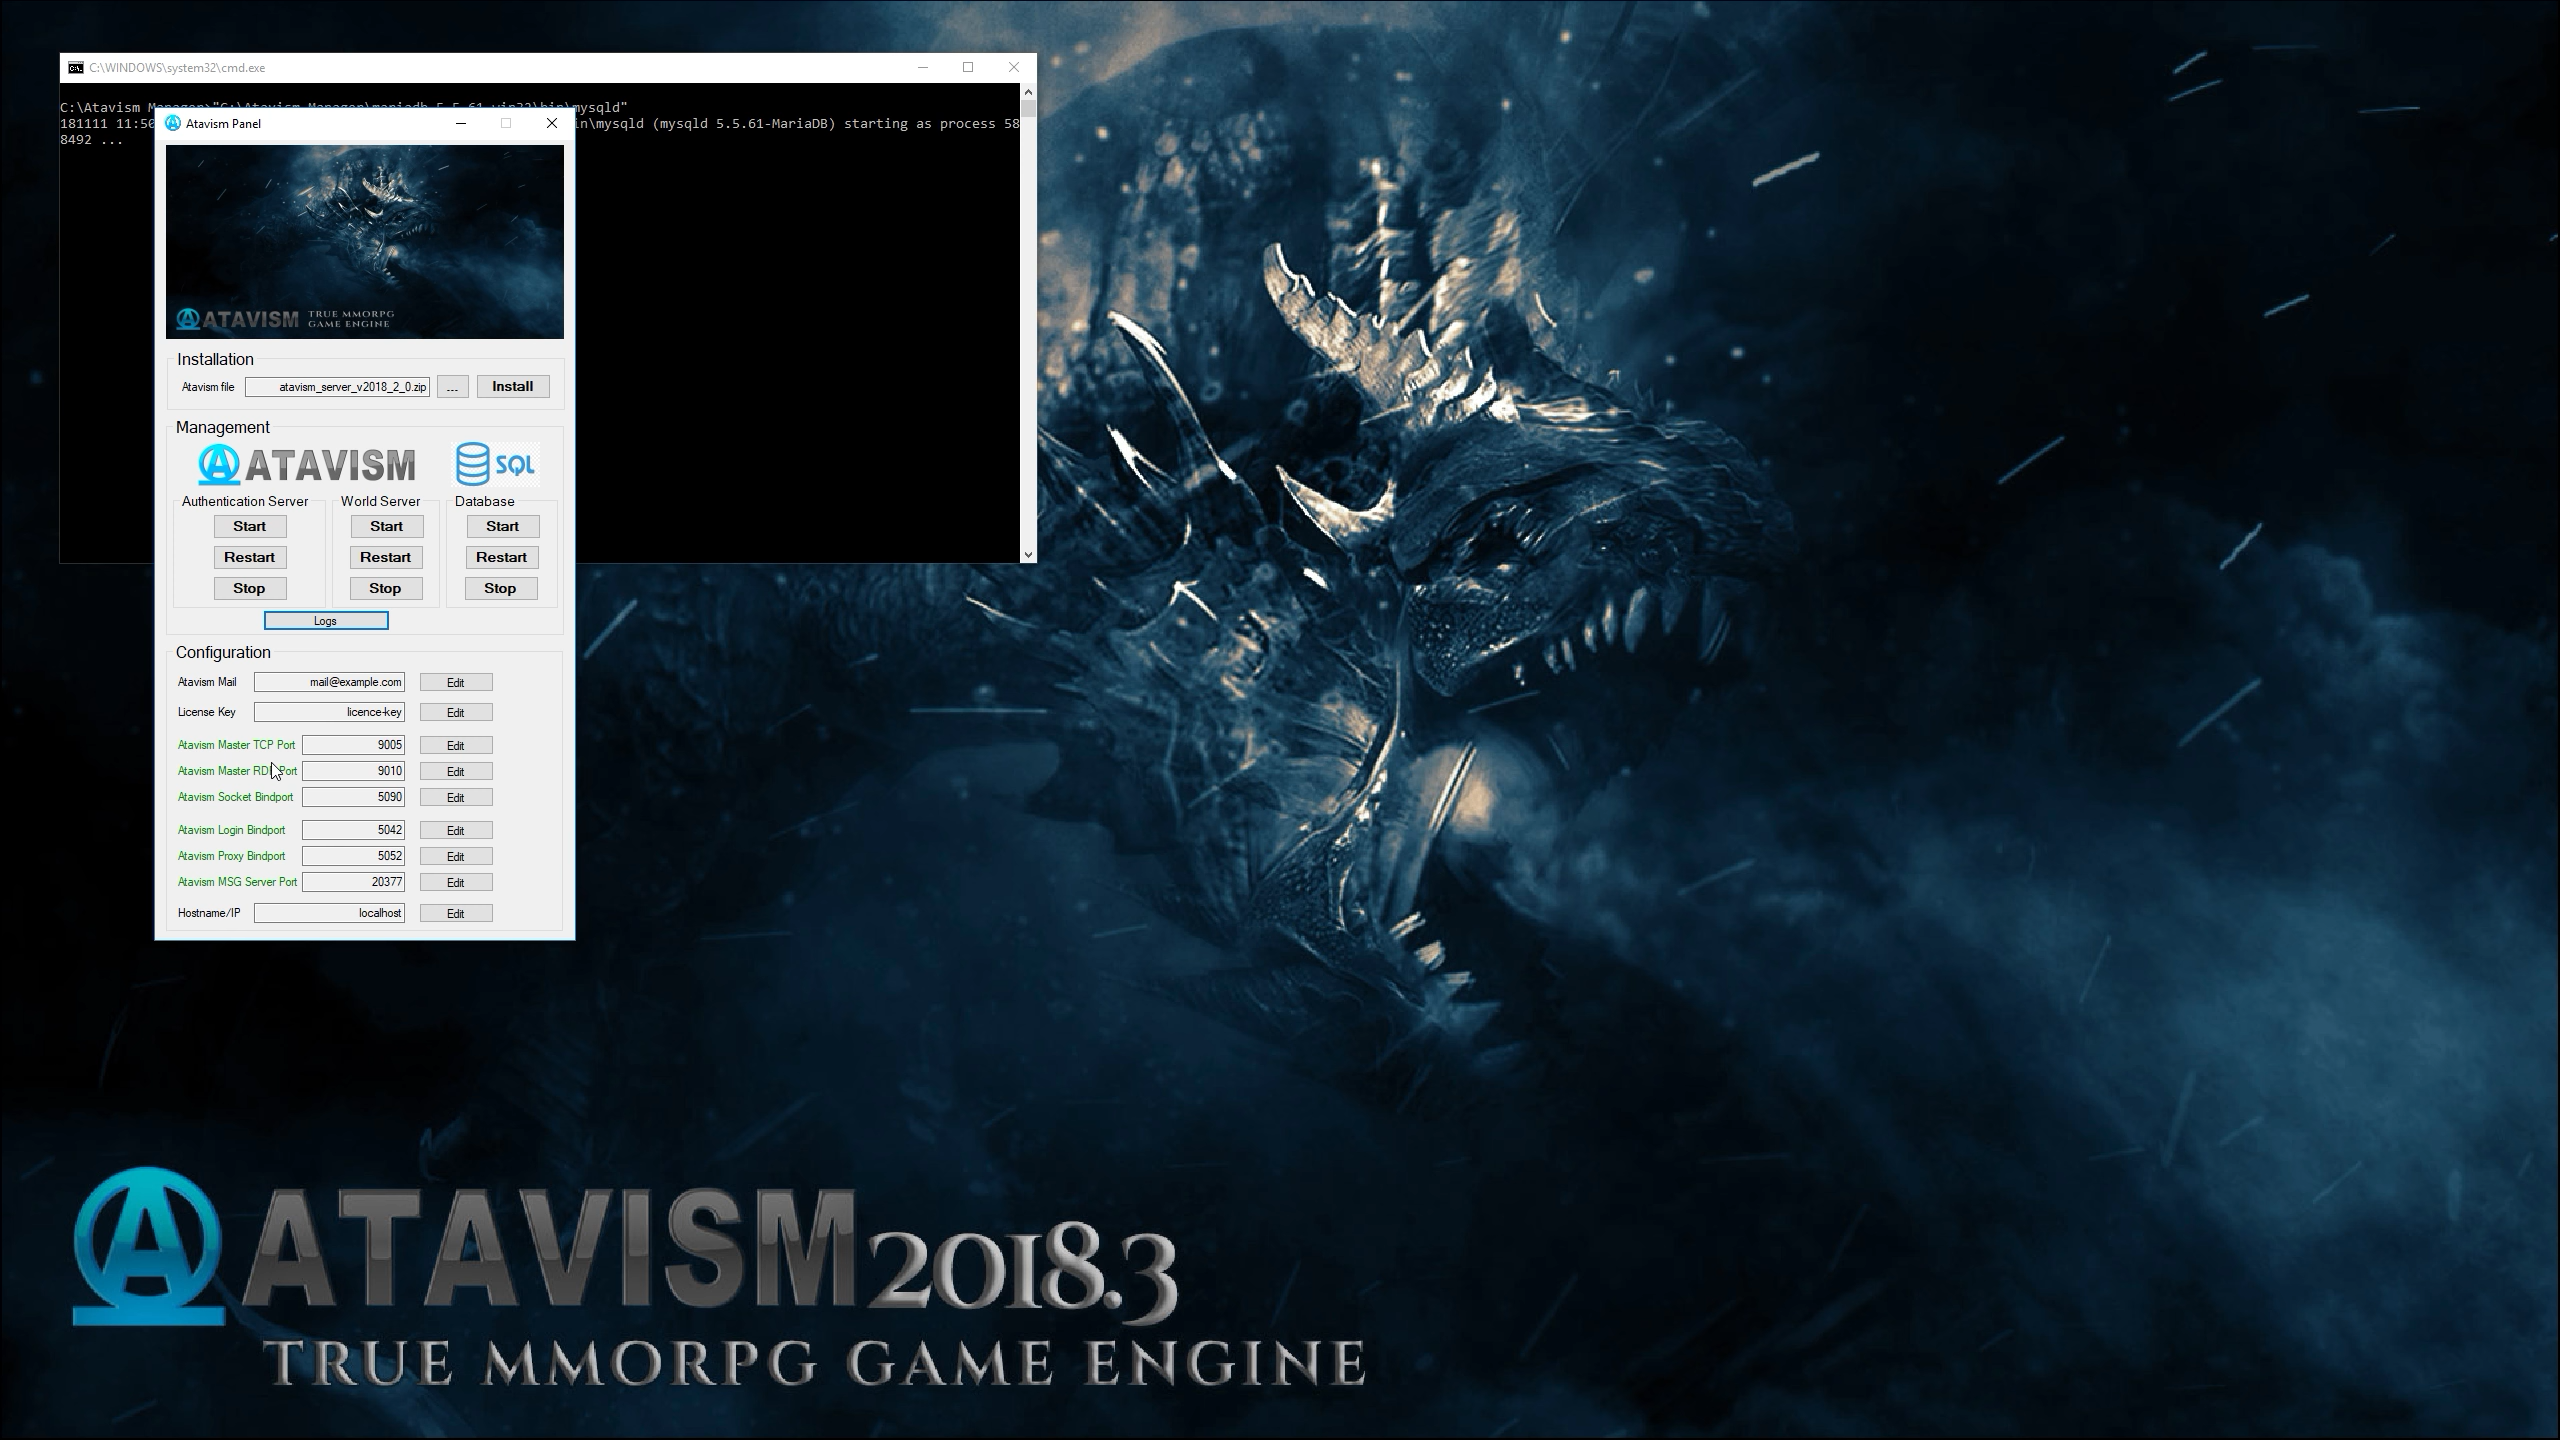 C:\WINDOWS\system32\cmd.exe
C:\Atavism mysqld"
181111 in\mysqld (mysqld 5.5.61-MariaDB) starting as process 58
8492 ...
Atavism Panel
ATAVISM TRUE MMORPG
GAME ENGINE
Installation
Atavism file atavism_server_v2018_2_0.zip ... Install
Management
ATAVISM SQL
Authentication Server World Server Database
Start Start Start
Restart Restart Restart
Stop Stop Stop
Logs
Configuration
Atavism Mail mail@example.com Edit
License Key licence-key Edit
Atavism Master TCP Port 9005 Edit
Atavism Master Port 9010 Edit
Atavism Socket Bindport 5090 Edit
Atavism Login Bindport 5042 Edit
Atavism Proxy Bindport 5052 Edit
Atavism MSG Server Port 20377 Edit
Hostname/IP localhost Edit
ATAVISM 2018.3
TRUE MMORPG GAME ENGINE